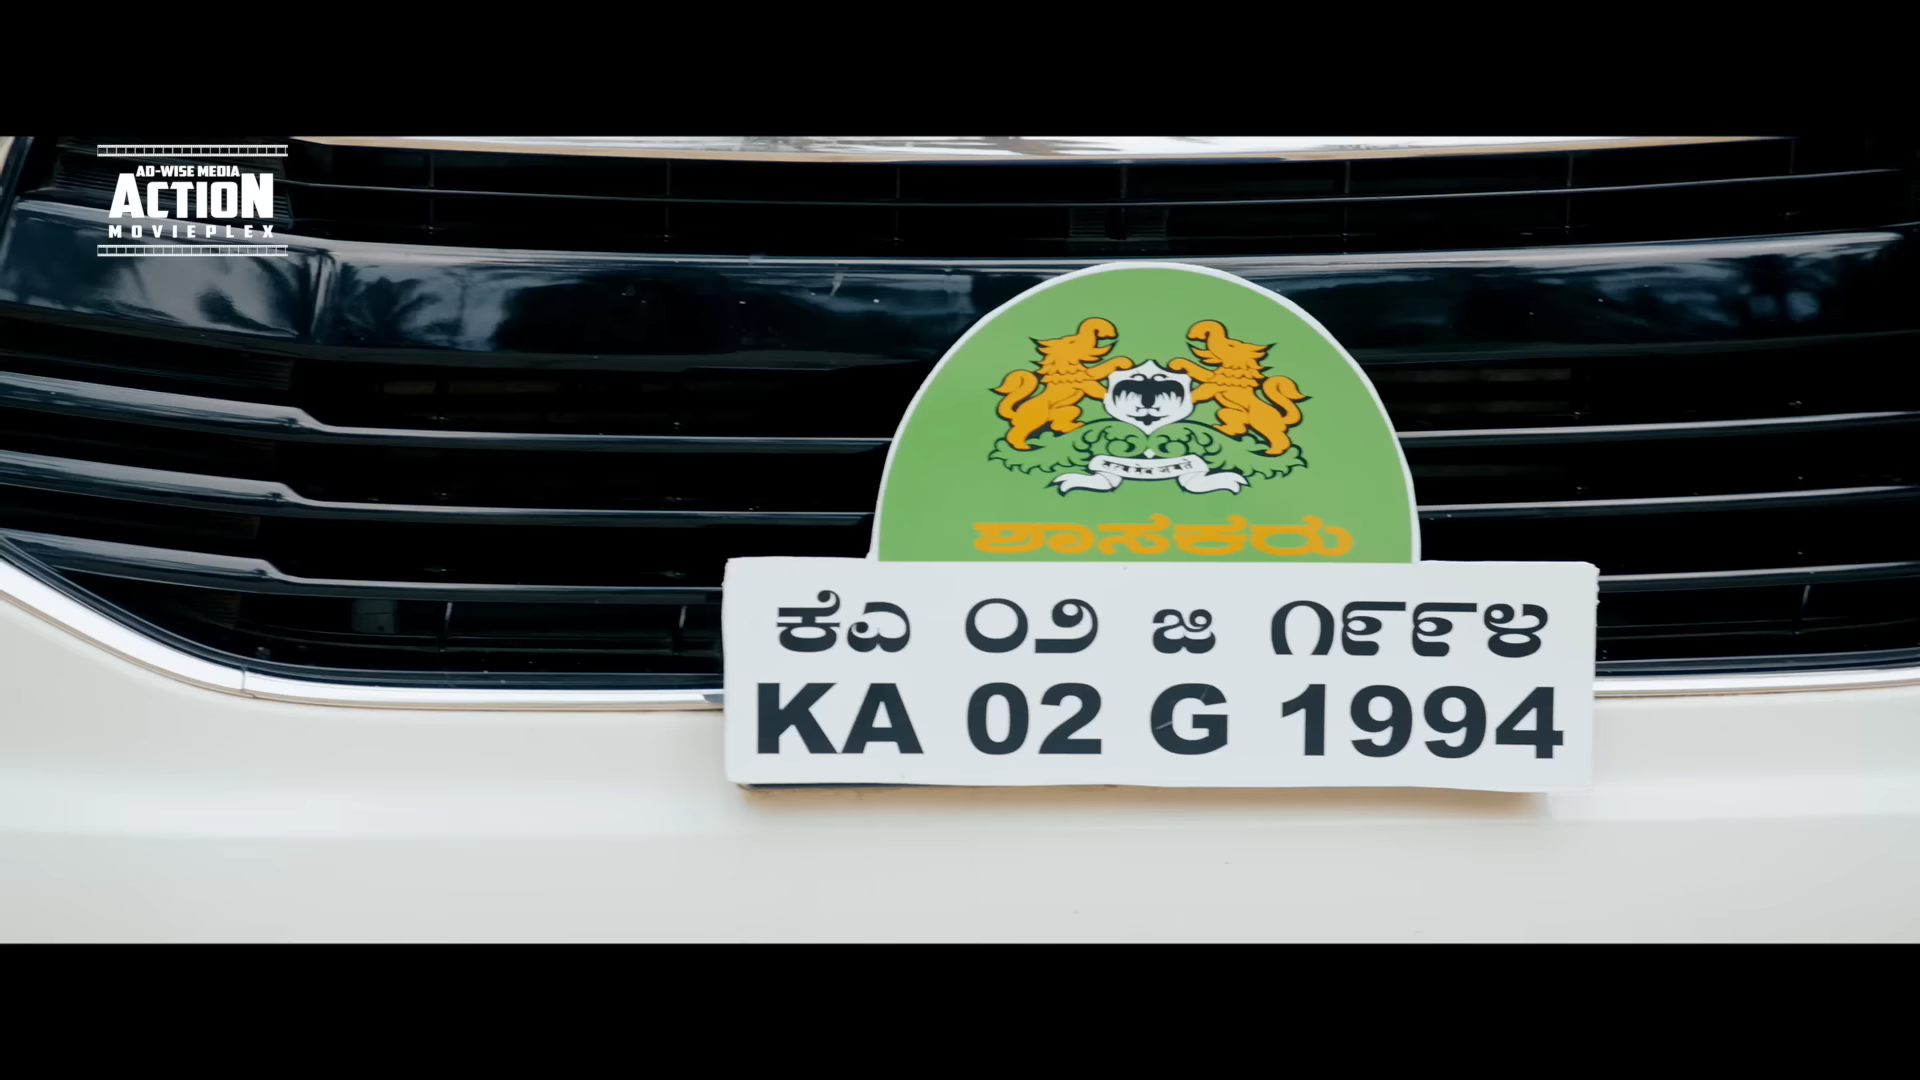 AD-WISE MEDIA
ACTION
MOVIEPLEX
ಶಾಸಕರು
ಕೆಎ ೦೨ ಜಿ ೧೯೯೪
KA 02 G 1994